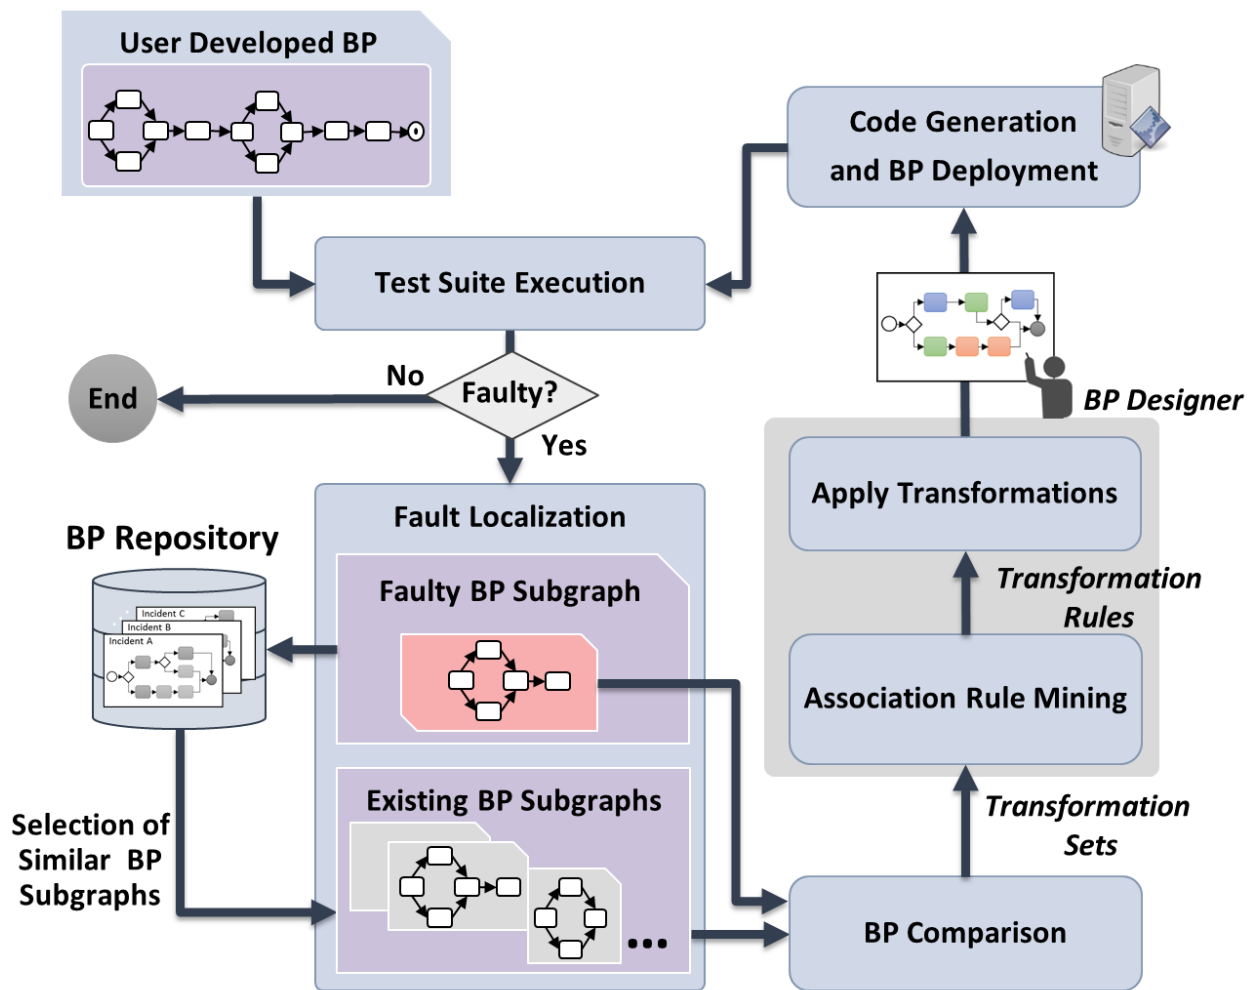 User Developed BP
Code Generation
and BP Deployment
Test Suite Execution
No
Faulty?
End
Yes
BP Designer
Apply Transformations
Fault Localization
BP Repository
Faulty BP Subgraph
Transformation
Rules
Incident C
Incident B
Incident A
Association Rule Mining
Existing BP Subgraphs
Transformation
Sets
Selection of
Similar BP
Subgraphs
...
BP Comparison